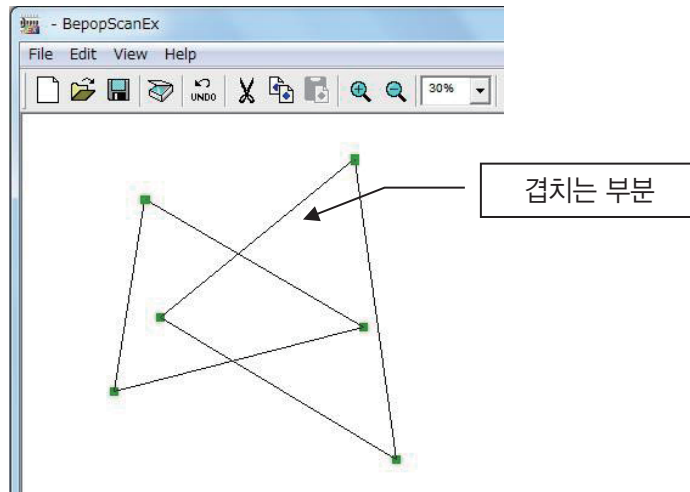 - BepopScanEx
File Edit View Help
UNDO 30%
겹치는 부분